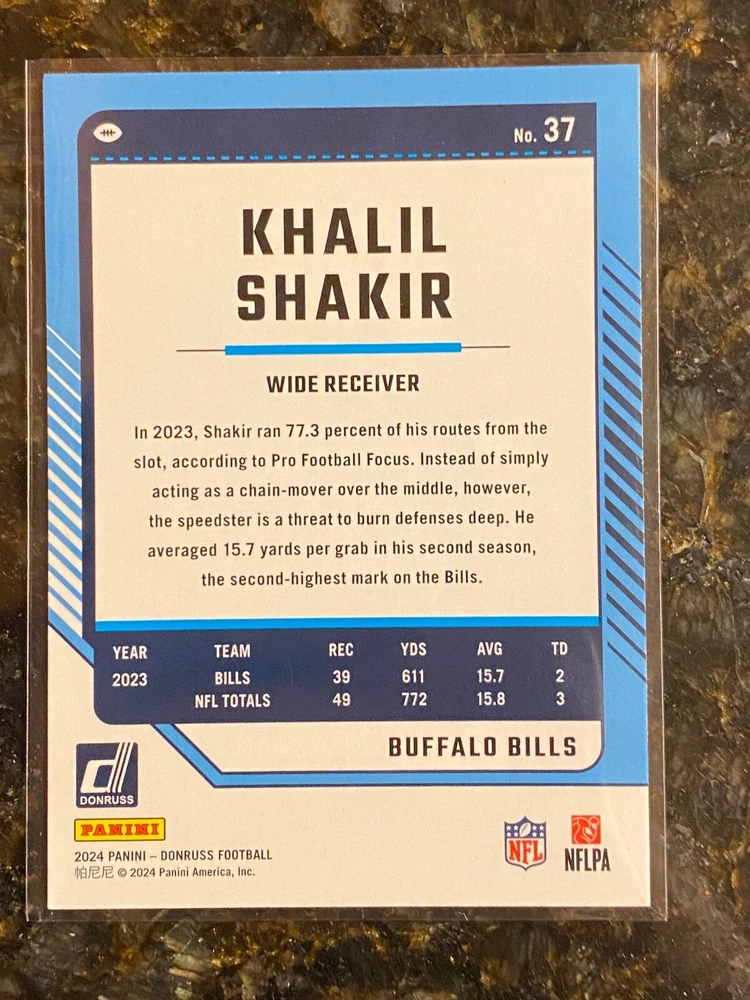 No. 37
KHALIL
SHAKIR
WIDE RECEIVER
In 2023, Shakir ran 77.3 percent of his routes from the
slot, according to Pro Football Focus. Instead of simply
acting as a chain-mover over the middle, however,
the speedster is a threat to burn defenses deep. He
averaged 15.7 yards per grab in his second season,
the second-highest mark on the Bills.
YEAR TEAM REC YDS AVG TD
2023 BILLS 39 611 15.7 2
NFL TOTALS 49 772 15.8 3
BUFFALO BILLS
d
DONRUSS
PANINI
2024 PANINI – DONRUSS FOOTBALL
帕尼尼 © 2024 Panini America, Inc.
NFL
NFLPA